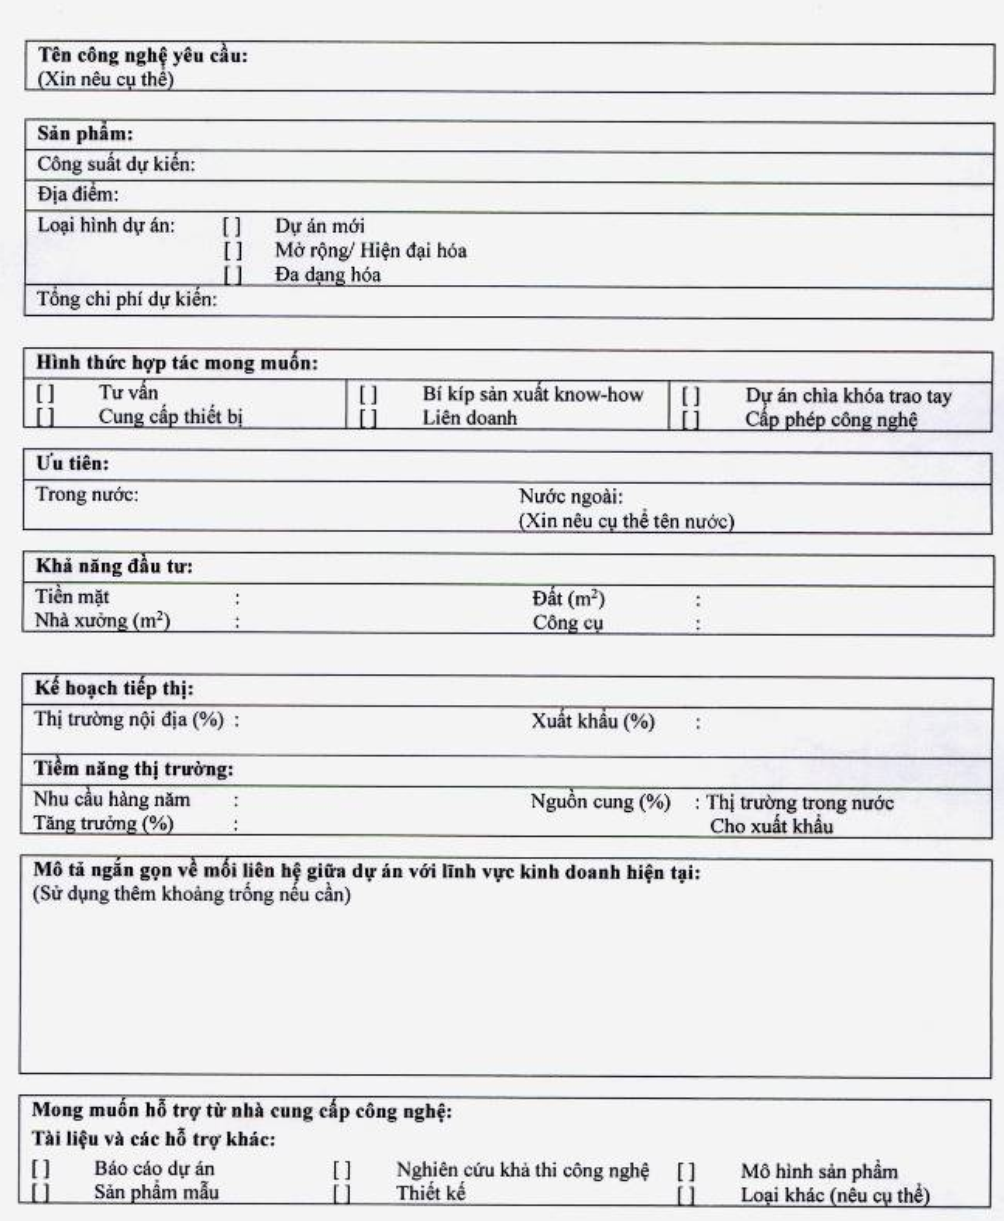 Tên công nghệ yêu cầu:
(Xin nêu cụ thể)
Sản phẩm:
Công suất dự kiến:
Địa điểm:
Loại hình dự án: [ ] Dự án mới
[ ] Mở rộng/ Hiện đại hóa
[ ] Đa dạng hóa
Tổng chi phí dự kiến:
Hình thức hợp tác mong muốn:
[ ] Tư vấn [ ] Bí kíp sản xuất know-how [ ] Dự án chìa khóa trao tay
[ ] Cung cấp thiết bị [ ] Liên doanh [ ] Cấp phép công nghệ
Ưu tiên:
Trong nước: Nước ngoài:
(Xin nêu cụ thể tên nước)
Khả năng đầu tư:
Tiền mặt : Đất (m²) :
Nhà xưởng (m²) : Công cụ :
Kế hoạch tiếp thị:
Thị trường nội địa (%) : Xuất khẩu (%) :
Tiềm năng thị trường:
Nhu cầu hàng năm : Nguồn cung (%) : Thị trường trong nước
Tăng trưởng (%) : Cho xuất khẩu
Mô tả ngắn gọn về mối liên hệ giữa dự án với lĩnh vực kinh doanh hiện tại:
(Sử dụng thêm khoảng trống nếu cần)
Mong muốn hỗ trợ từ nhà cung cấp công nghệ:
Tài liệu và các hỗ trợ khác:
[ ] Báo cáo dự án [ ] Nghiên cứu khả thi công nghệ [ ] Mô hình sản phẩm
[ ] Sản phẩm mẫu [ ] Thiết kế [ ] Loại khác (nêu cụ thể)